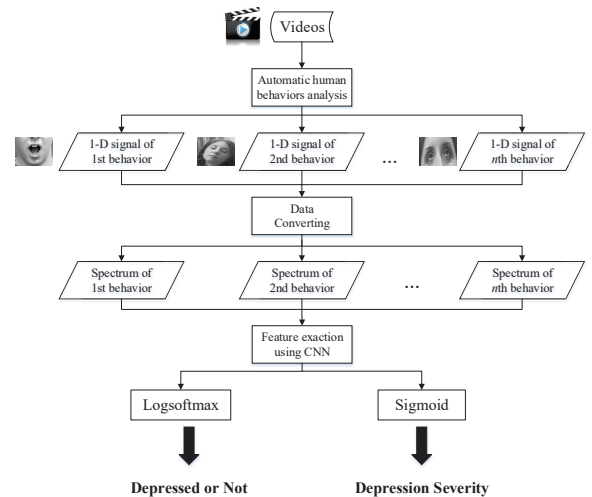 Videos
Automatic human
behaviors analysis
1-D signal of
1st behavior
1-D signal of
2nd behavior
...
1-D signal of
nth behavior
Data
Converting
Spectrum of
1st behavior
Spectrum of
2nd behavior
...
Spectrum of
nth behavior
Feature exaction
using CNN
Logsoftmax
Sigmoid
Depressed or Not
Depression Severity